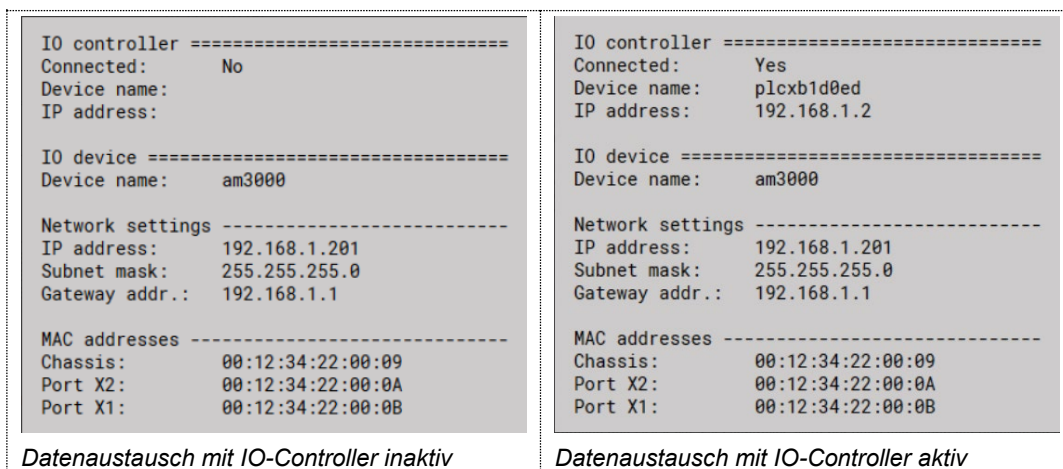 IO controller ==============================
Connected: No
Device name:
IP address:
IO device ==================================
Device name: am3000
Network settings ---------------------------
IP address: 192.168.1.201
Subnet mask: 255.255.255.0
Gateway addr.: 192.168.1.1
MAC addresses ------------------------------
Chassis: 00:12:34:22:00:09
Port X2: 00:12:34:22:00:0A
Port X1: 00:12:34:22:00:0B
Datenaustausch mit IO-Controller inaktiv
IO controller ==============================
Connected: Yes
Device name: plcxb1d0ed
IP address: 192.168.1.2
IO device ==================================
Device name: am3000
Network settings ---------------------------
IP address: 192.168.1.201
Subnet mask: 255.255.255.0
Gateway addr.: 192.168.1.1
MAC addresses ------------------------------
Chassis: 00:12:34:22:00:09
Port X2: 00:12:34:22:00:0A
Port X1: 00:12:34:22:00:0B
Datenaustausch mit IO-Controller aktiv